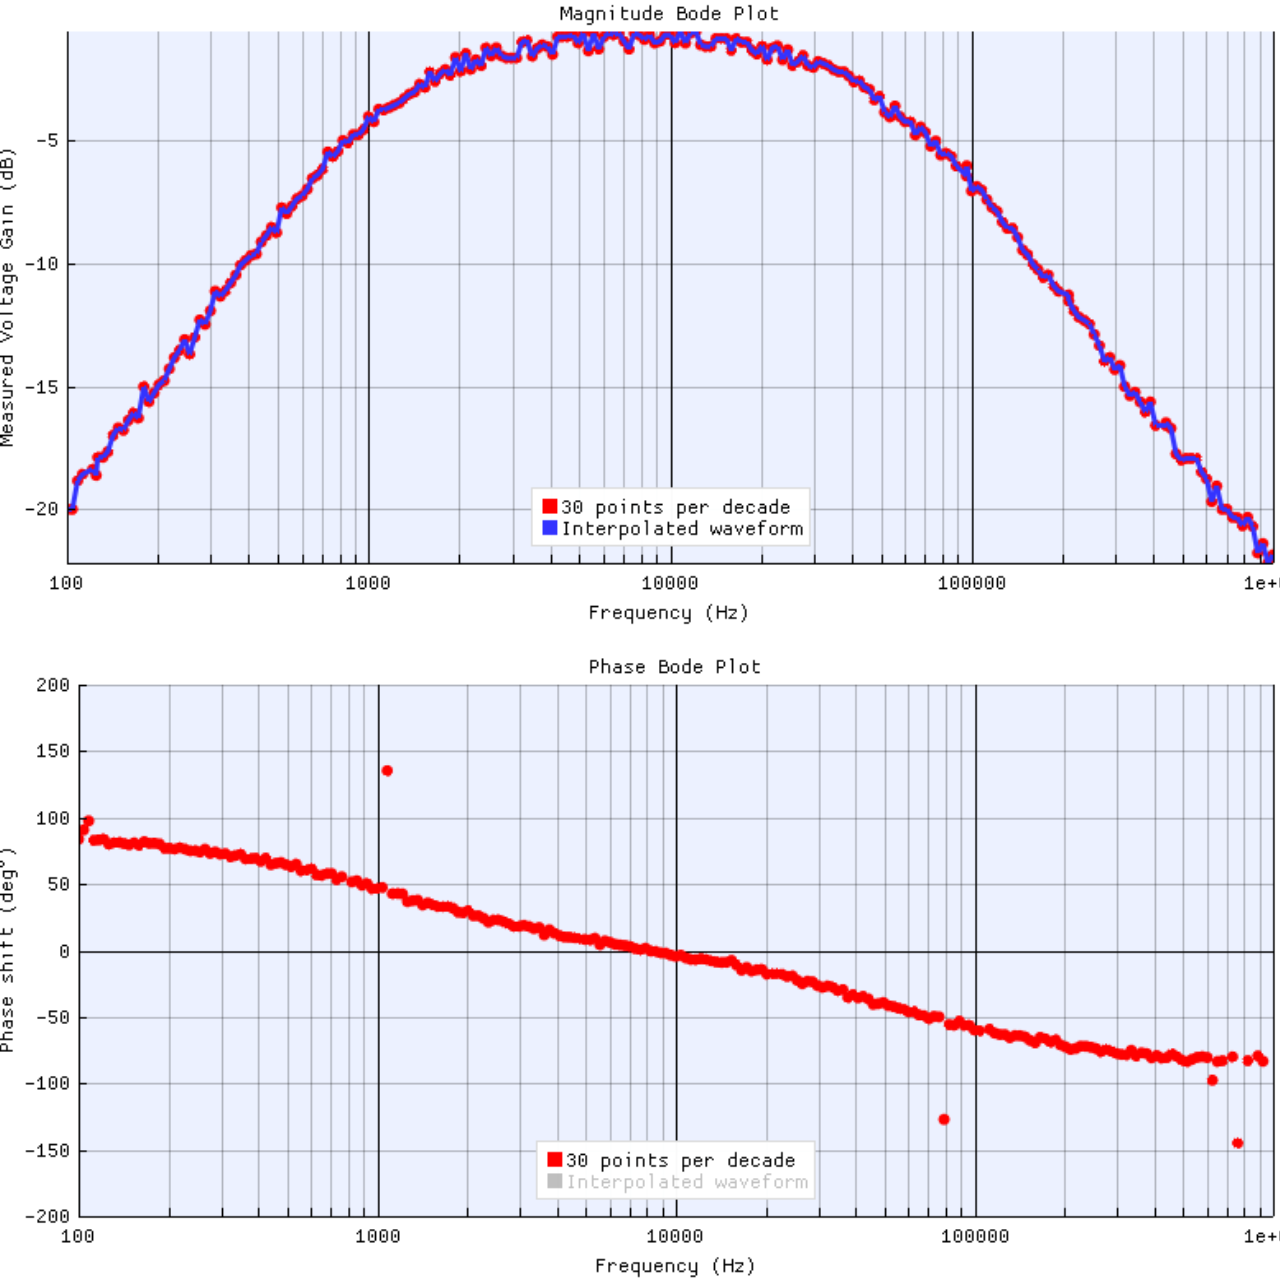 Magnitude Bode Plot
Measured Voltage Gain (dB)
-5
-10
-15
-20
30 points per decade
Interpolated waveform
100 1000 10000 100000 1e+
Frequency (Hz)
Phase Bode Plot
Phase shift (deg°)
200
150
100
50
0
-50
-100
-150
-200
30 points per decade
Interpolated waveform
100 1000 10000 100000 1e+
Frequency (Hz)